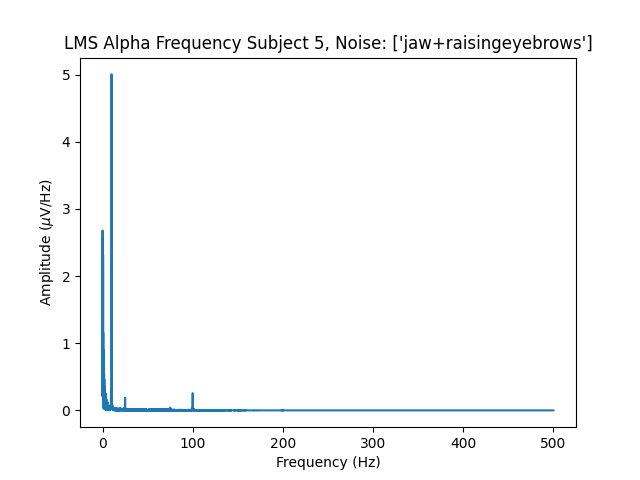 LMS Alpha Frequency Subject 5, Noise: ['jaw+raisingeyebrows']
5
4
3
2
1
0
Amplitude (μV/Hz)
0 100 200 300 400 500
Frequency (Hz)